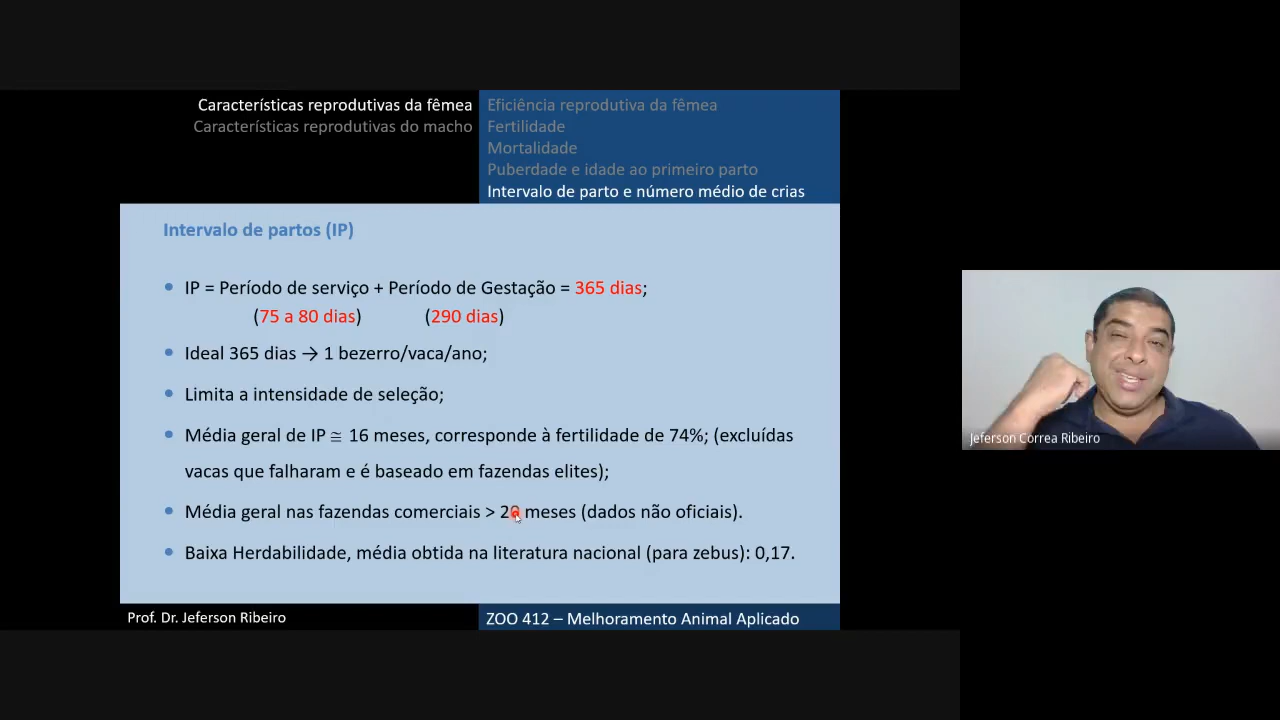 Características reprodutivas da fêmea
Características reprodutivas do macho
Eficiência reprodutiva da fêmea
Fertilidade
Mortalidade
Puberdade e idade ao primeiro parto
Intervalo de parto e número médio de crias
Intervalo de partos (IP)
IP = Período de serviço + Período de Gestação = 365 dias;
(75 a 80 dias) (290 dias)
Ideal 365 dias → 1 bezerro/vaca/ano;
Limita a intensidade de seleção;
Média geral de IP ≅ 16 meses, corresponde à fertilidade de 74%; (excluídas
vacas que falharam e é baseado em fazendas elites);
Média geral nas fazendas comerciais > 20 meses (dados não oficiais).
Baixa Herdabilidade, média obtida na literatura nacional (para zebus): 0,17.
Prof. Dr. Jeferson Ribeiro
ZOO 412 – Melhoramento Animal Aplicado
Jeferson Correa Ribeiro